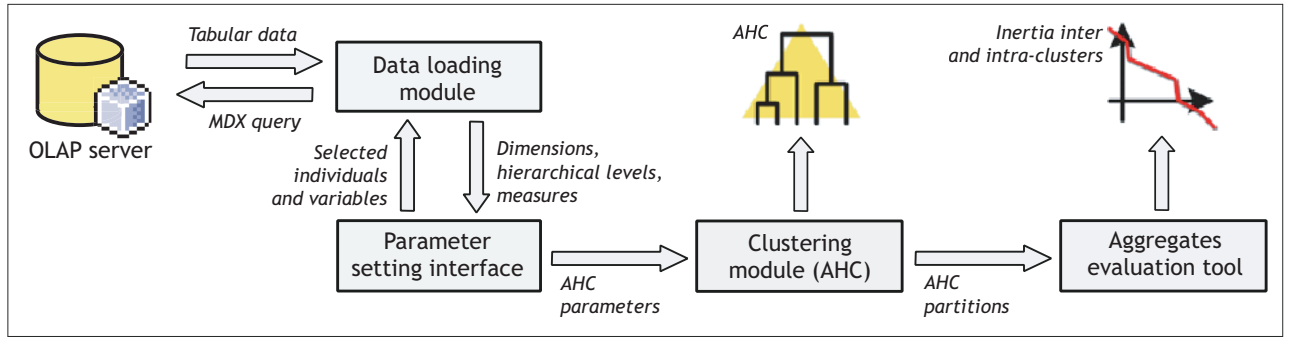 Tabular data
MDX query
OLAP server
Data loading
module
Selected
individuals
and variables
Dimensions,
hierarchical levels,
measures
Parameter
setting interface
AHC
parameters
AHC
Clustering
module (AHC)
AHC
partitions
Inertia inter
and intra-clusters
Aggregates
evaluation tool